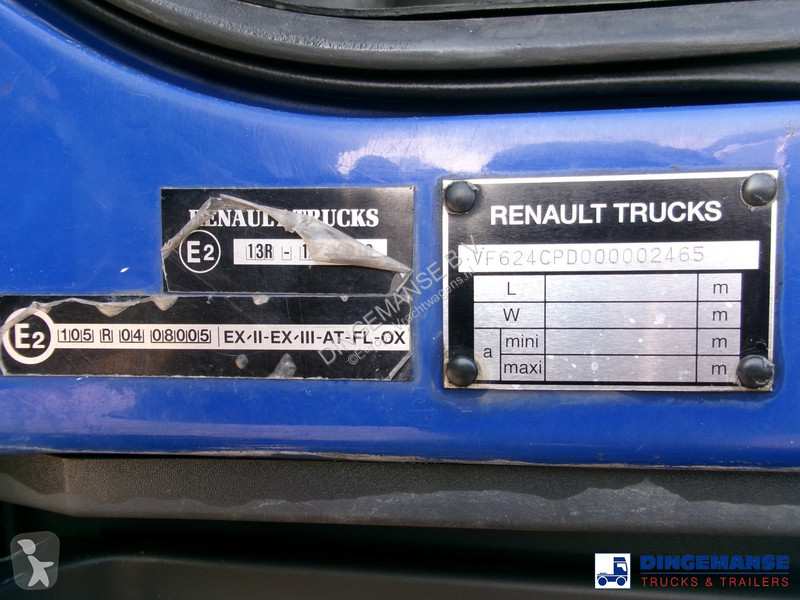 RENAULT TRUCKS
E2
13R -
E2
105 R 04 08005 EX/II-EX/III-AT-FL-OX
RENAULT TRUCKS
VF624CPD000002465
L m
W m
a mini m
maxi m
DINGEMANSE B.V.
DINGEMANSE
TRUCKS & TRAILERS